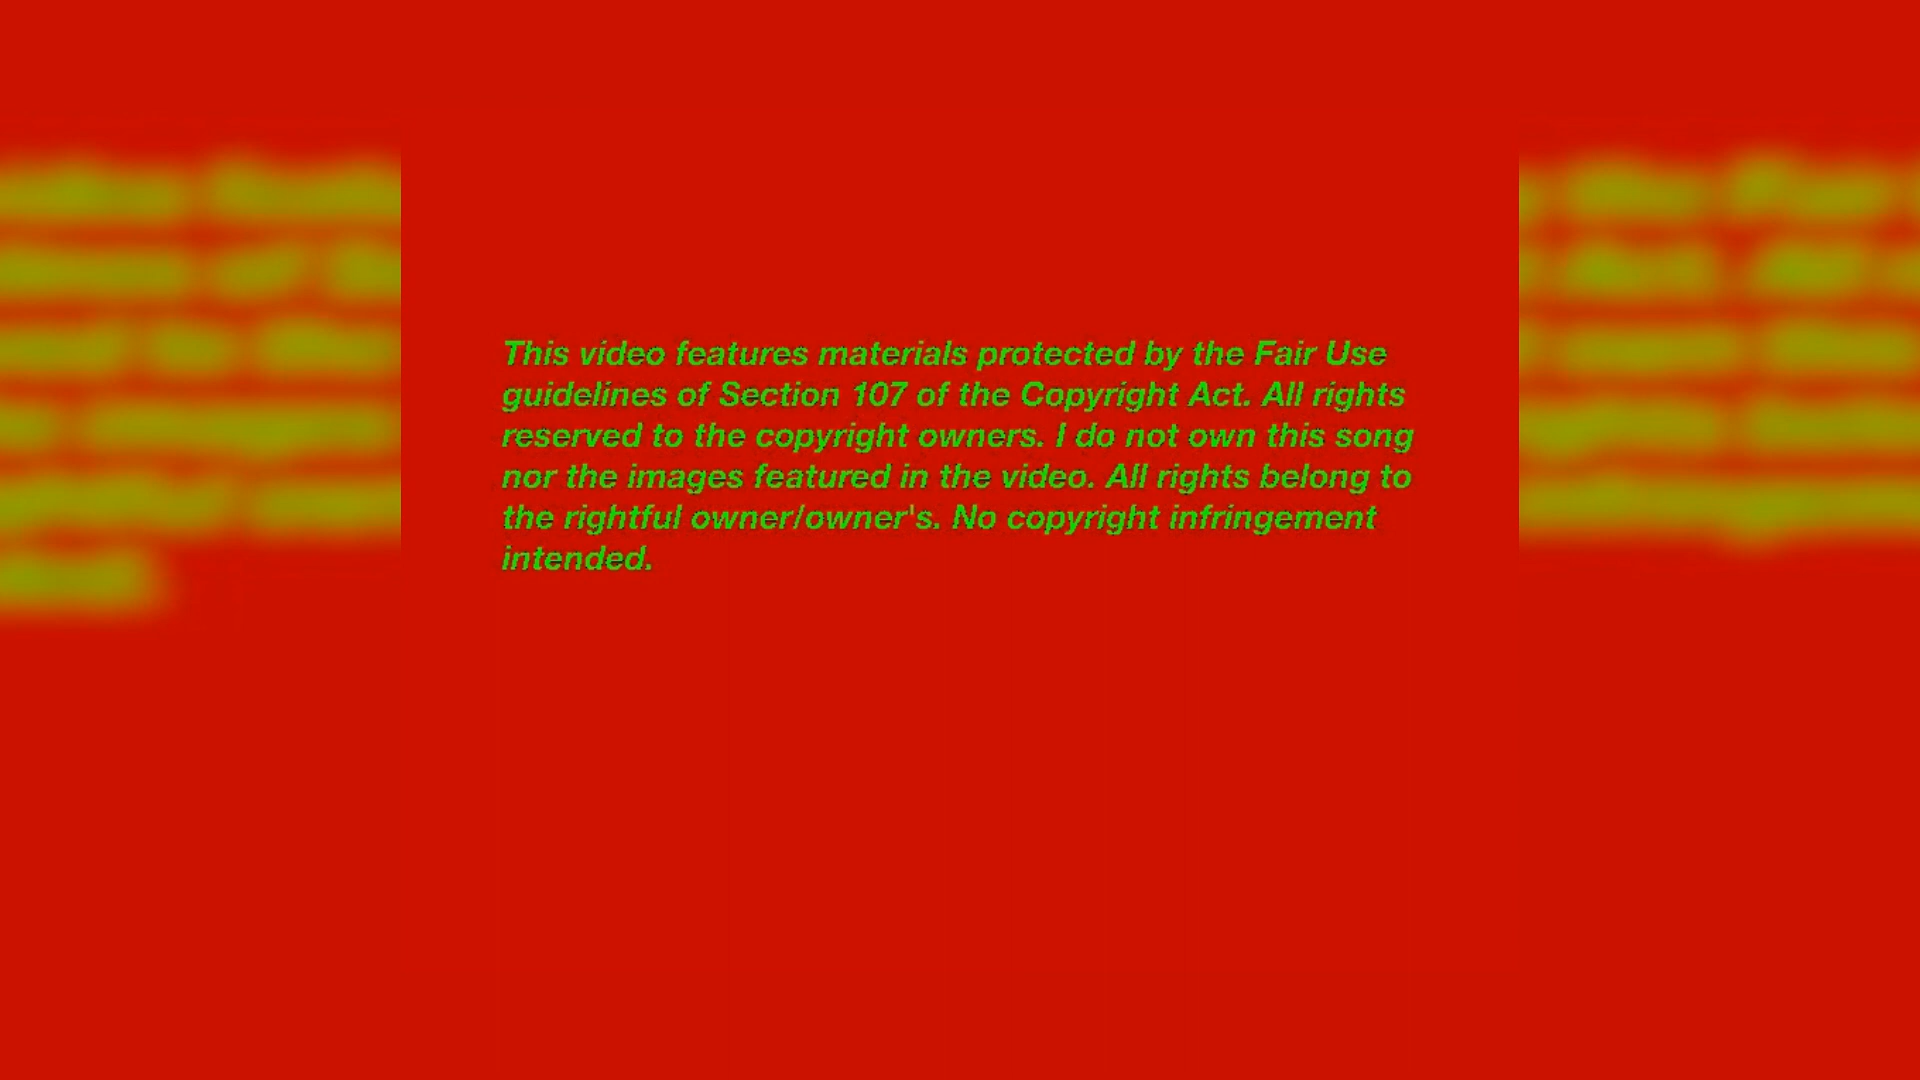 This video features materials protected by the Fair Use
guidelines of Section 107 of the Copyright Act. All rights
reserved to the copyright owners. I do not own this song
nor the images featured in the video. All rights belong to
the rightful owner/owner's. No copyright infringement
intended.